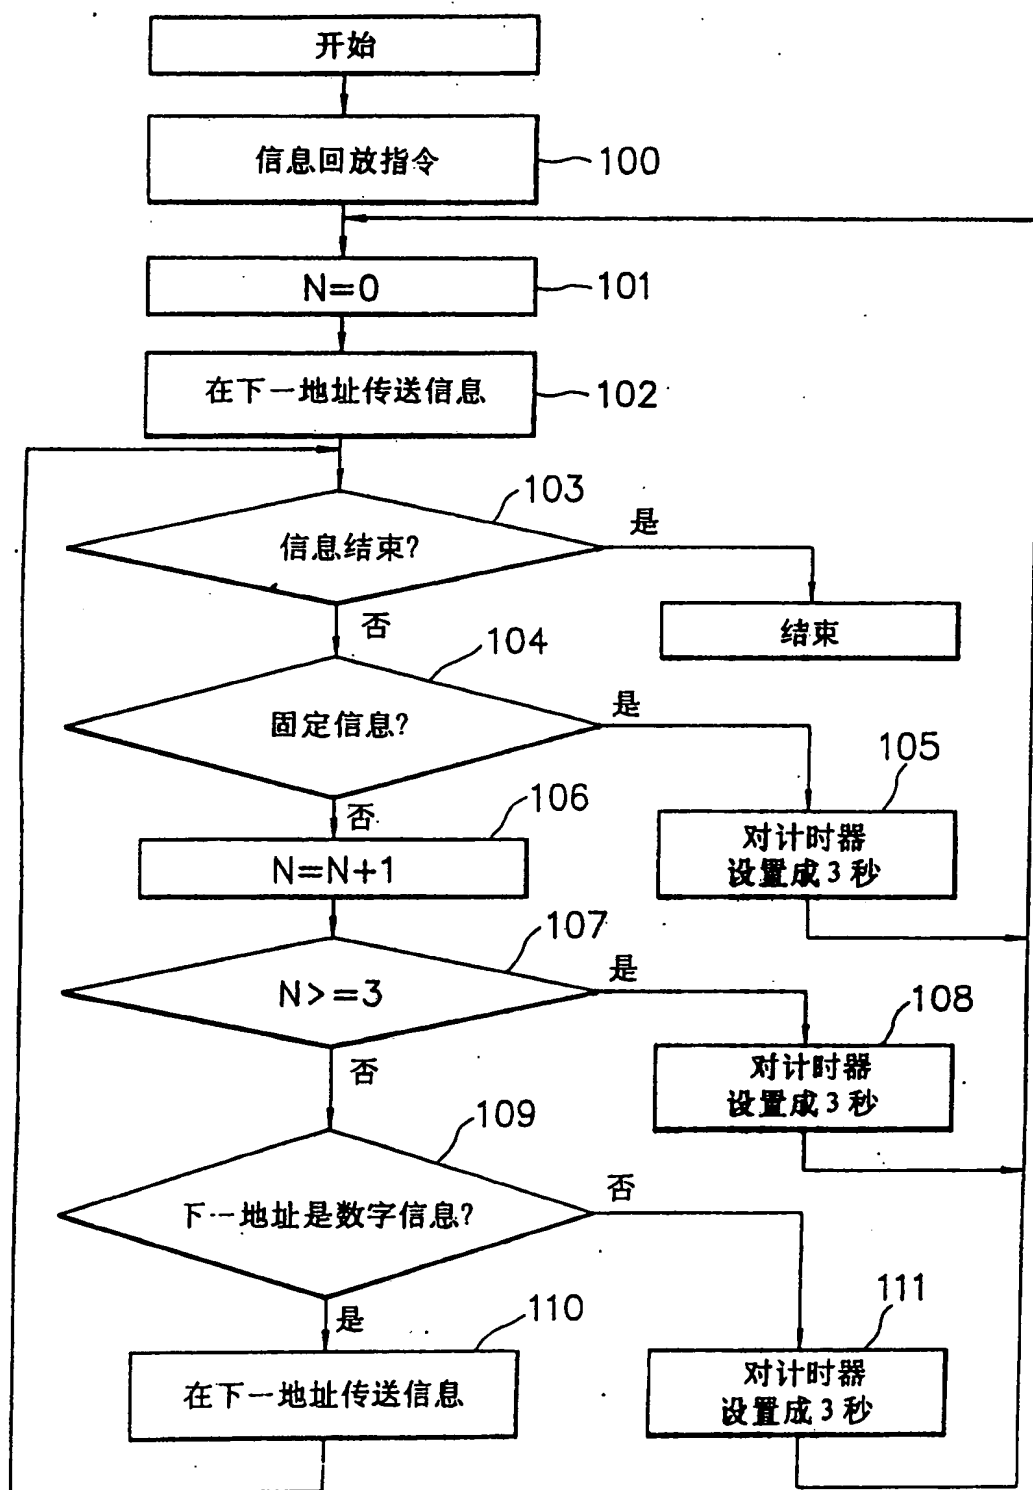 开始
信息回放指令
100
N=0
101
在下一地址传送信息
102
103
信息结束?
是
否
结束
104
固定信息?
是
否
105
对计时器
设置成3秒
106
N=N+1
107
N>=3
是
否
108
对计时器
设置成3秒
109
下一地址是数字信息?
否
是
110
在下一地址传送信息
111
对计时器
设置成3秒